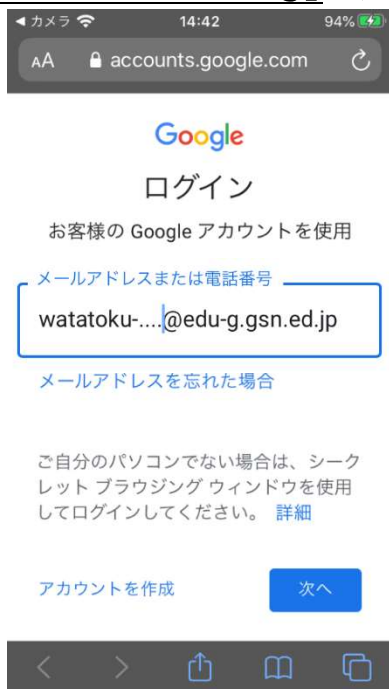 ◀ カメラ 14:42 94%
AA accounts.google.com
Google
ログイン
お客様の Google アカウントを使用
メールアドレスまたは電話番号
watatoku-....@edu-g.gsn.ed.jp
メールアドレスを忘れた場合
ご自分のパソコンでない場合は、シーク
レット ブラウジング ウィンドウを使用
してログインしてください。 詳細
アカウントを作成 次へ